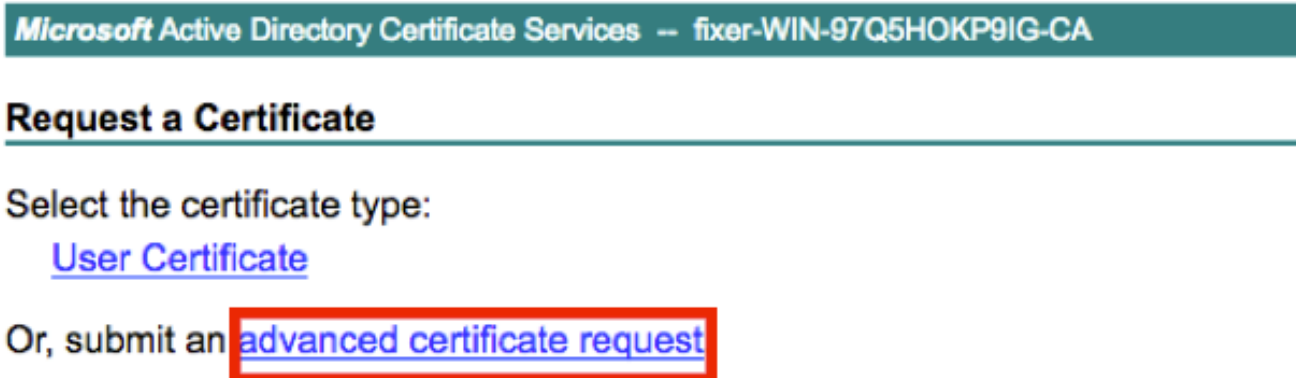 Microsoft Active Directory Certificate Services -- fixer-WIN-97Q5HOKP9IG-CA
Request a Certificate
Select the certificate type:
User Certificate
Or, submit an advanced certificate request